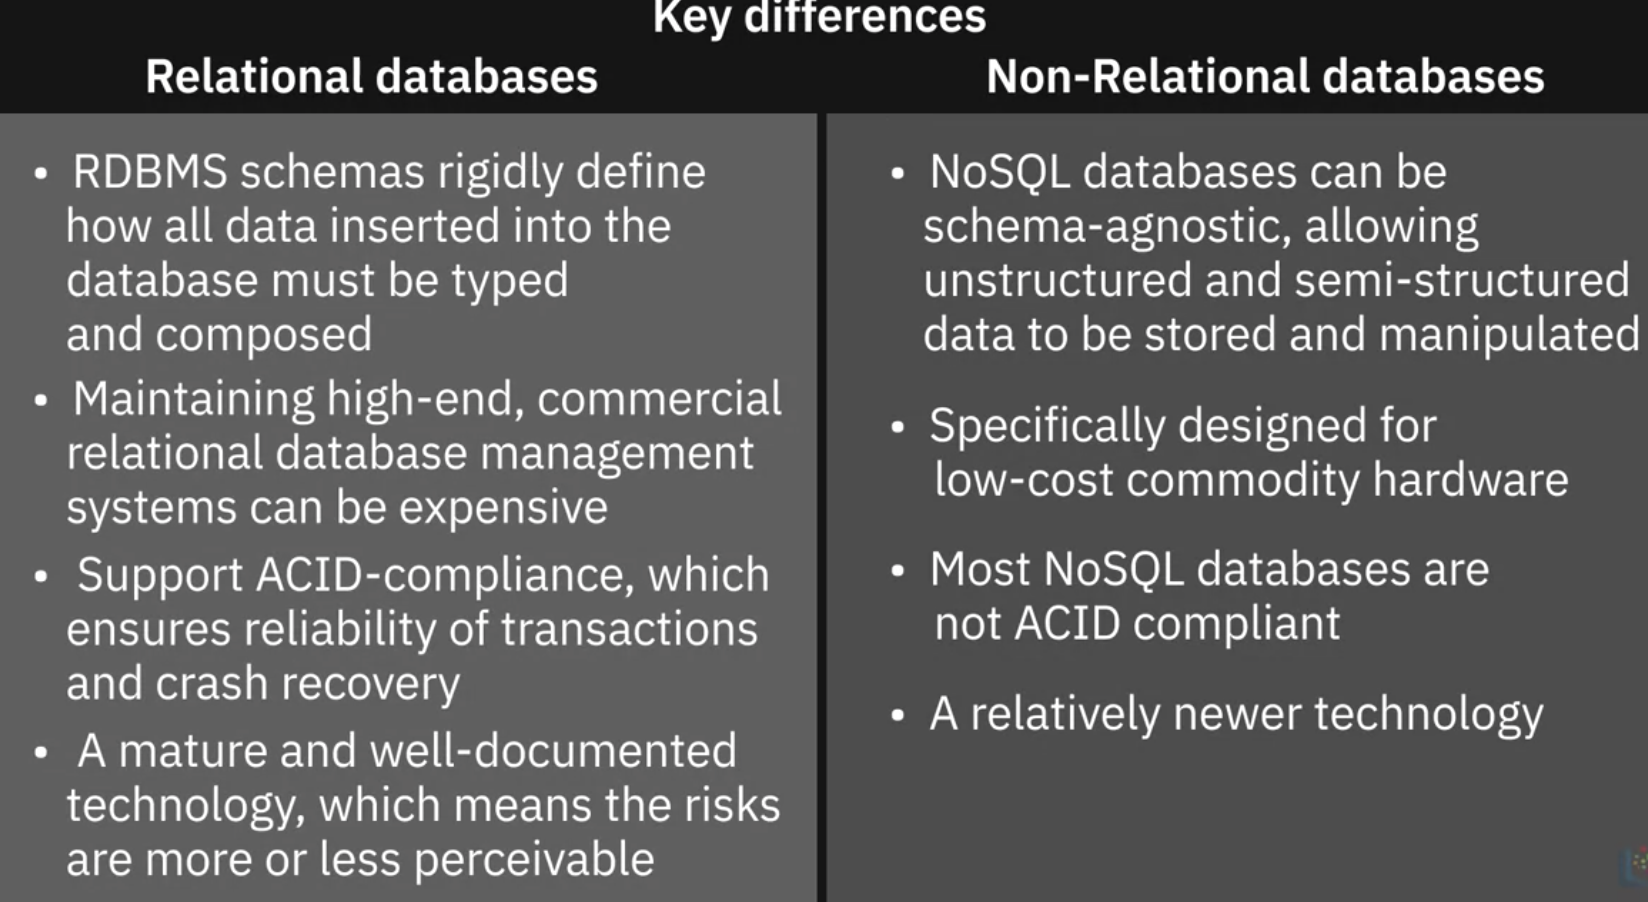 Key differences
Relational databases
• RDBMS schemas rigidly define
how all data inserted into the
database must be typed
and composed
• Maintaining high-end, commercial
relational database management
systems can be expensive
• Support ACID-compliance, which
ensures reliability of transactions
and crash recovery
• A mature and well-documented
technology, which means the risks
are more or less perceivable
Non-Relational databases
• NoSQL databases can be
schema-agnostic, allowing
unstructured and semi-structured
data to be stored and manipulated
• Specifically designed for
low-cost commodity hardware
• Most NoSQL databases are
not ACID compliant
• A relatively newer technology